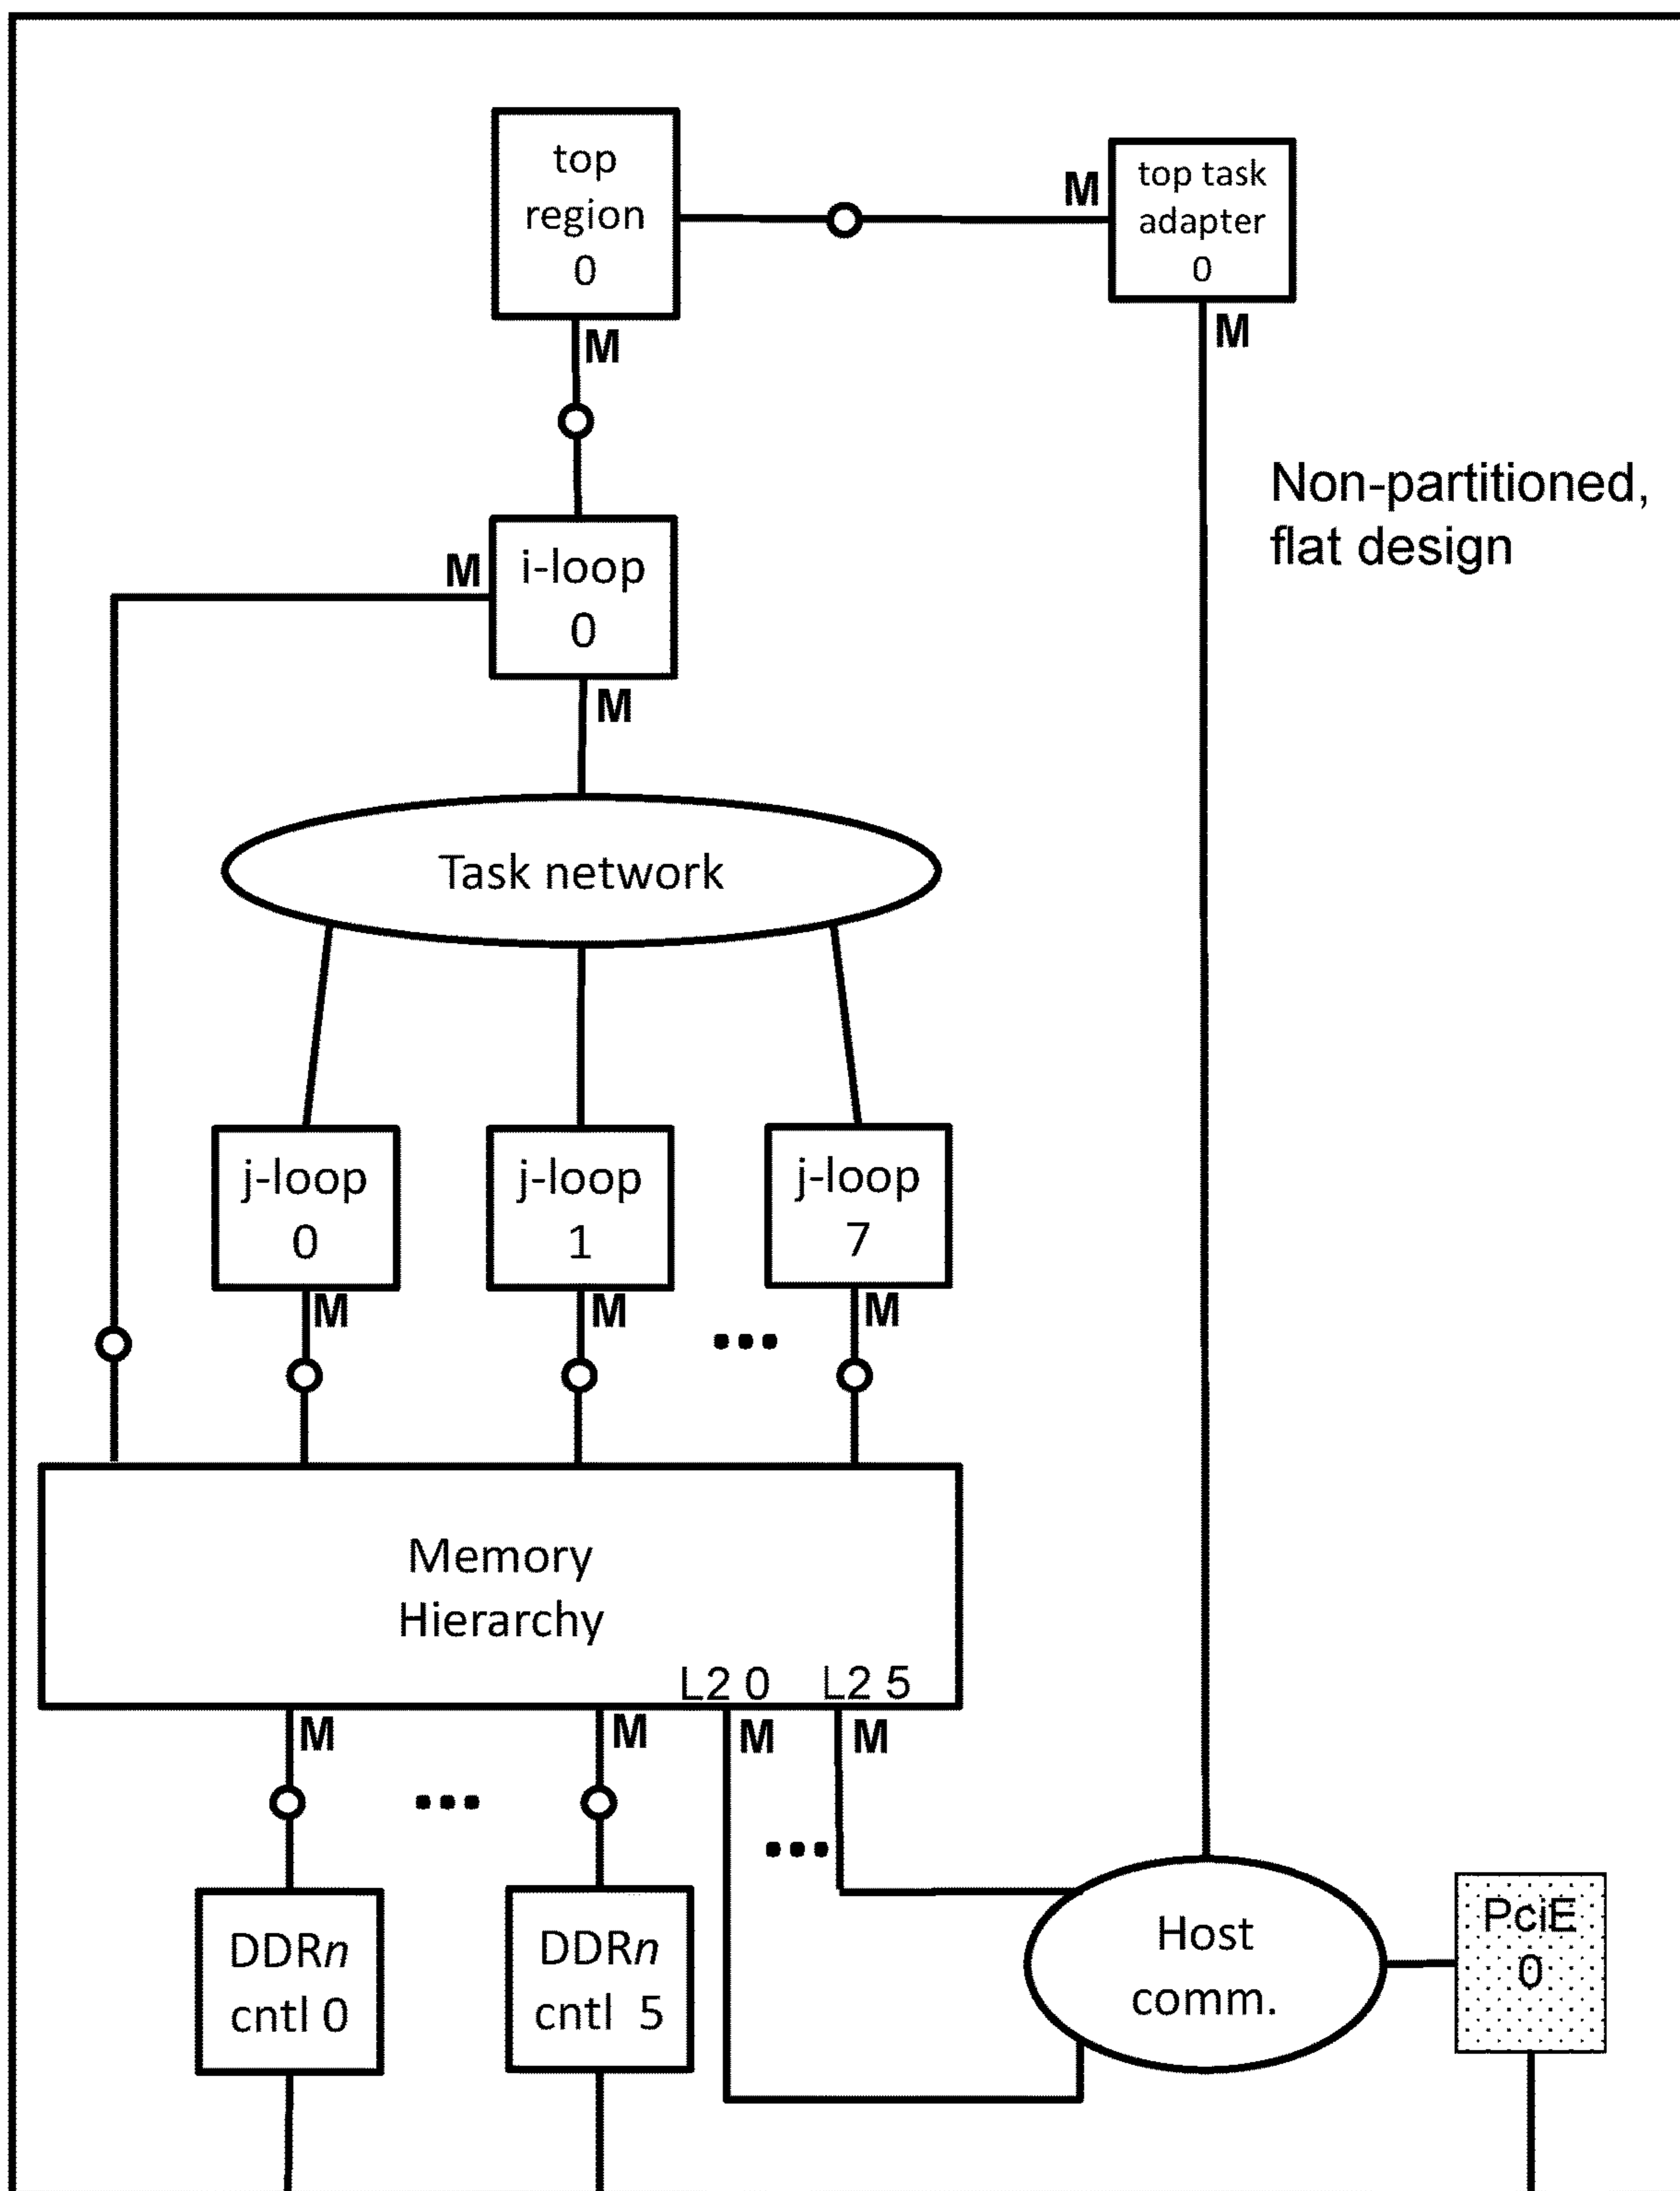 top
region
0
M
top task
adapter
0
M
M
Non-partitioned,
flat design
M
i-loop
0
M
Task network
j-loop
0
j-loop
1
j-loop
7
M
M
...
M
Memory
Hierarchy
L2 0
L2 5
M
M
M
M
...
...
DDRn
cntl 0
DDRn
cntl 5
Host
comm.
PciE
0